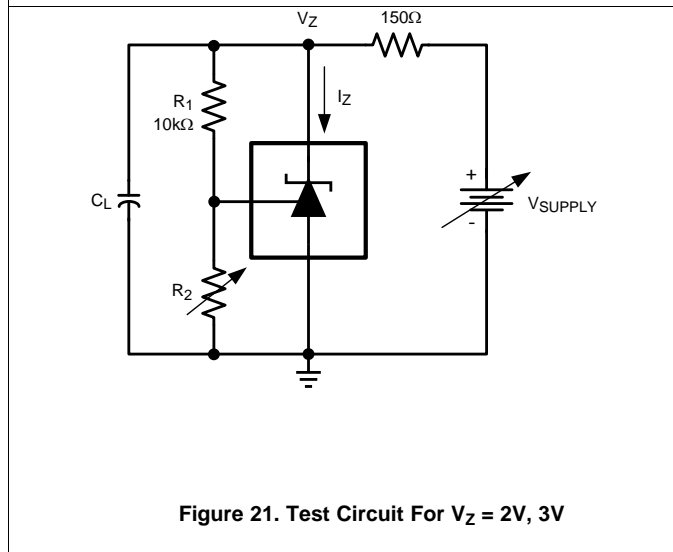 VZ
150Ω
R1
10kΩ
IZ
CL
+
VSUPPLY
-
R2
Figure 21. Test Circuit For VZ = 2V, 3V